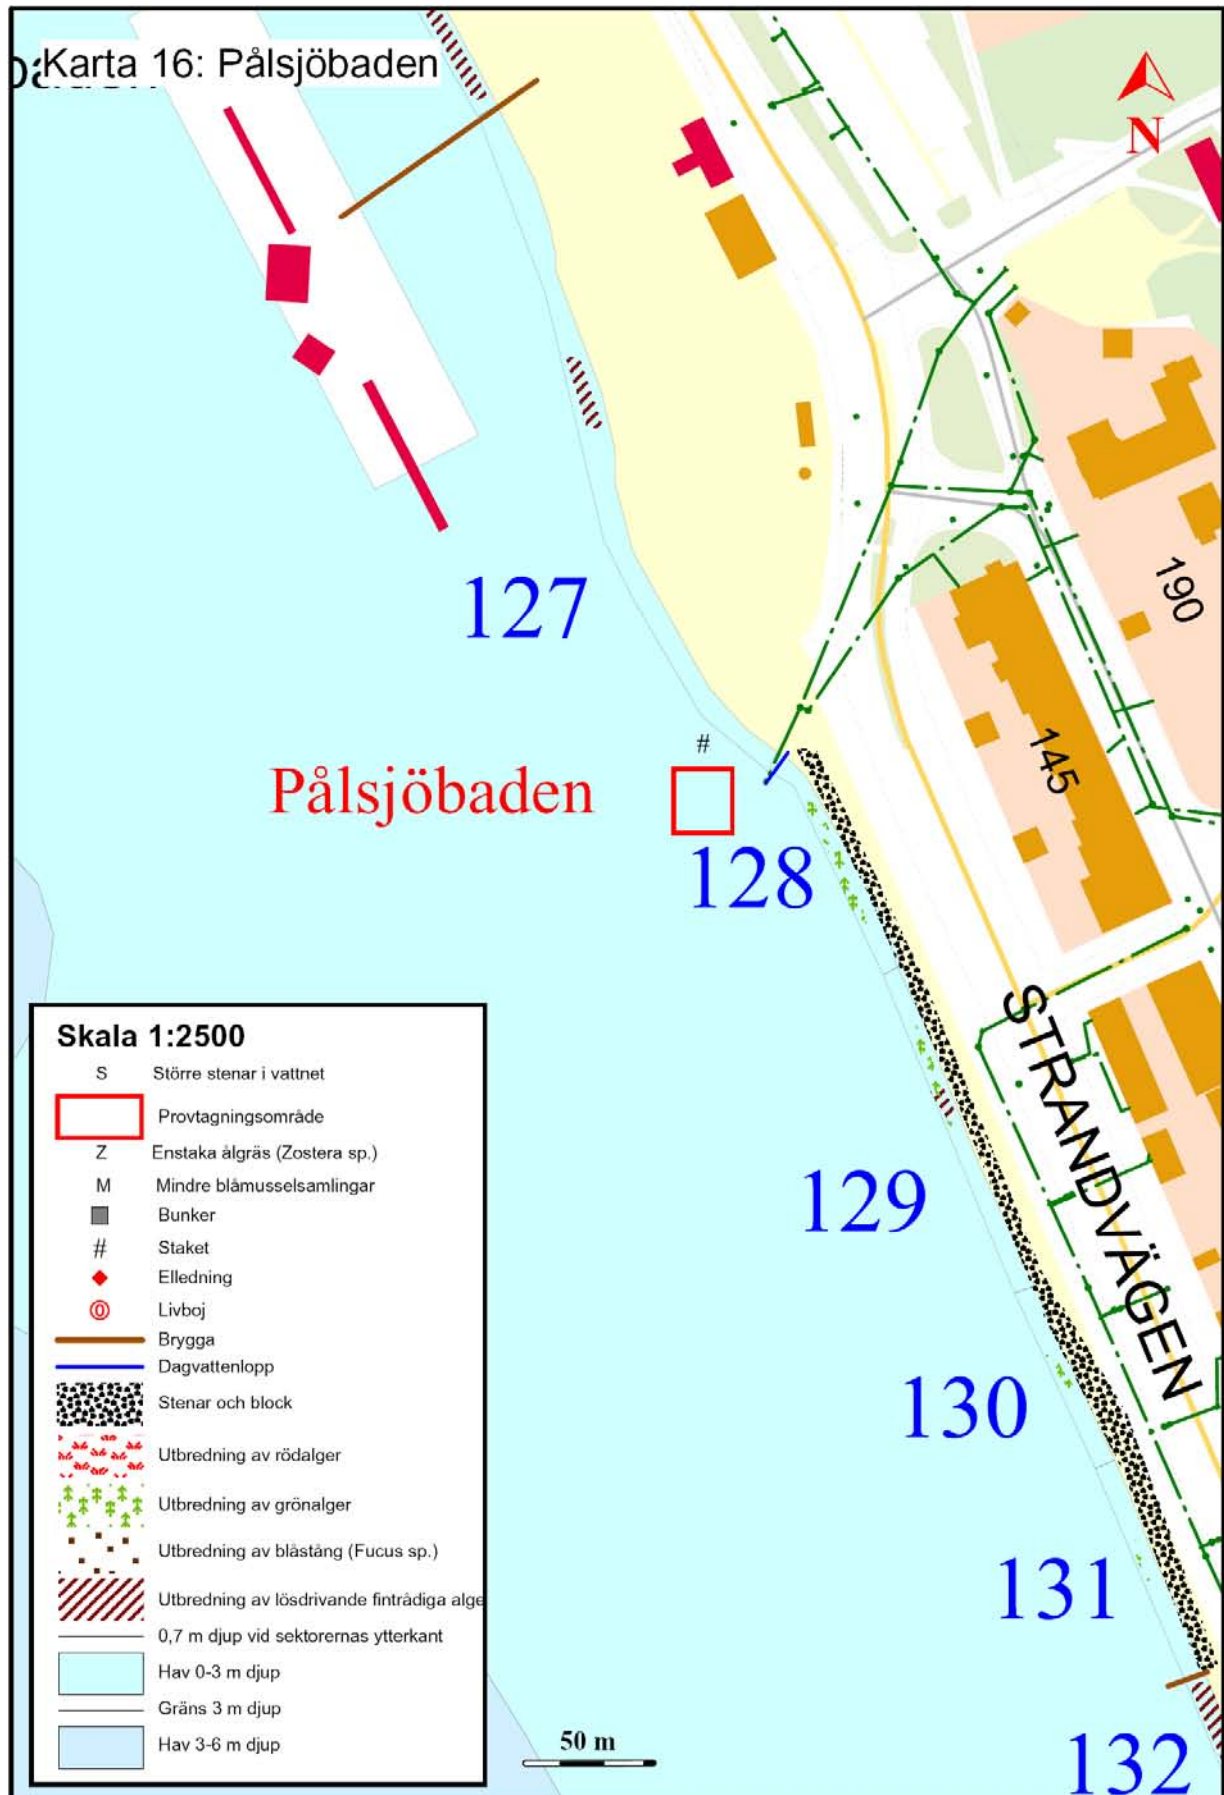 Karta 16: Pålsjöbaden
N
127
190
145
#
Pålsjöbaden
128
STRANDVÄGEN
129
130
131
132
50 m
Skala 1:2500
S Större stenar i vattnet
Provtagningsområde
Z Enstaka ålgräs (Zostera sp.)
M Mindre blåmusselsamlingar
Bunker
# Staket
Elledning
Livboj
Brygga
Dagvattenlopp
Stenar och block
Utbredning av rödalger
Utbredning av grönalger
Utbredning av blåstång (Fucus sp.)
Utbredning av lösdrivande fintrådiga alge
0,7 m djup vid sektorernas ytterkant
Hav 0-3 m djup
Gräns 3 m djup
Hav 3-6 m djup